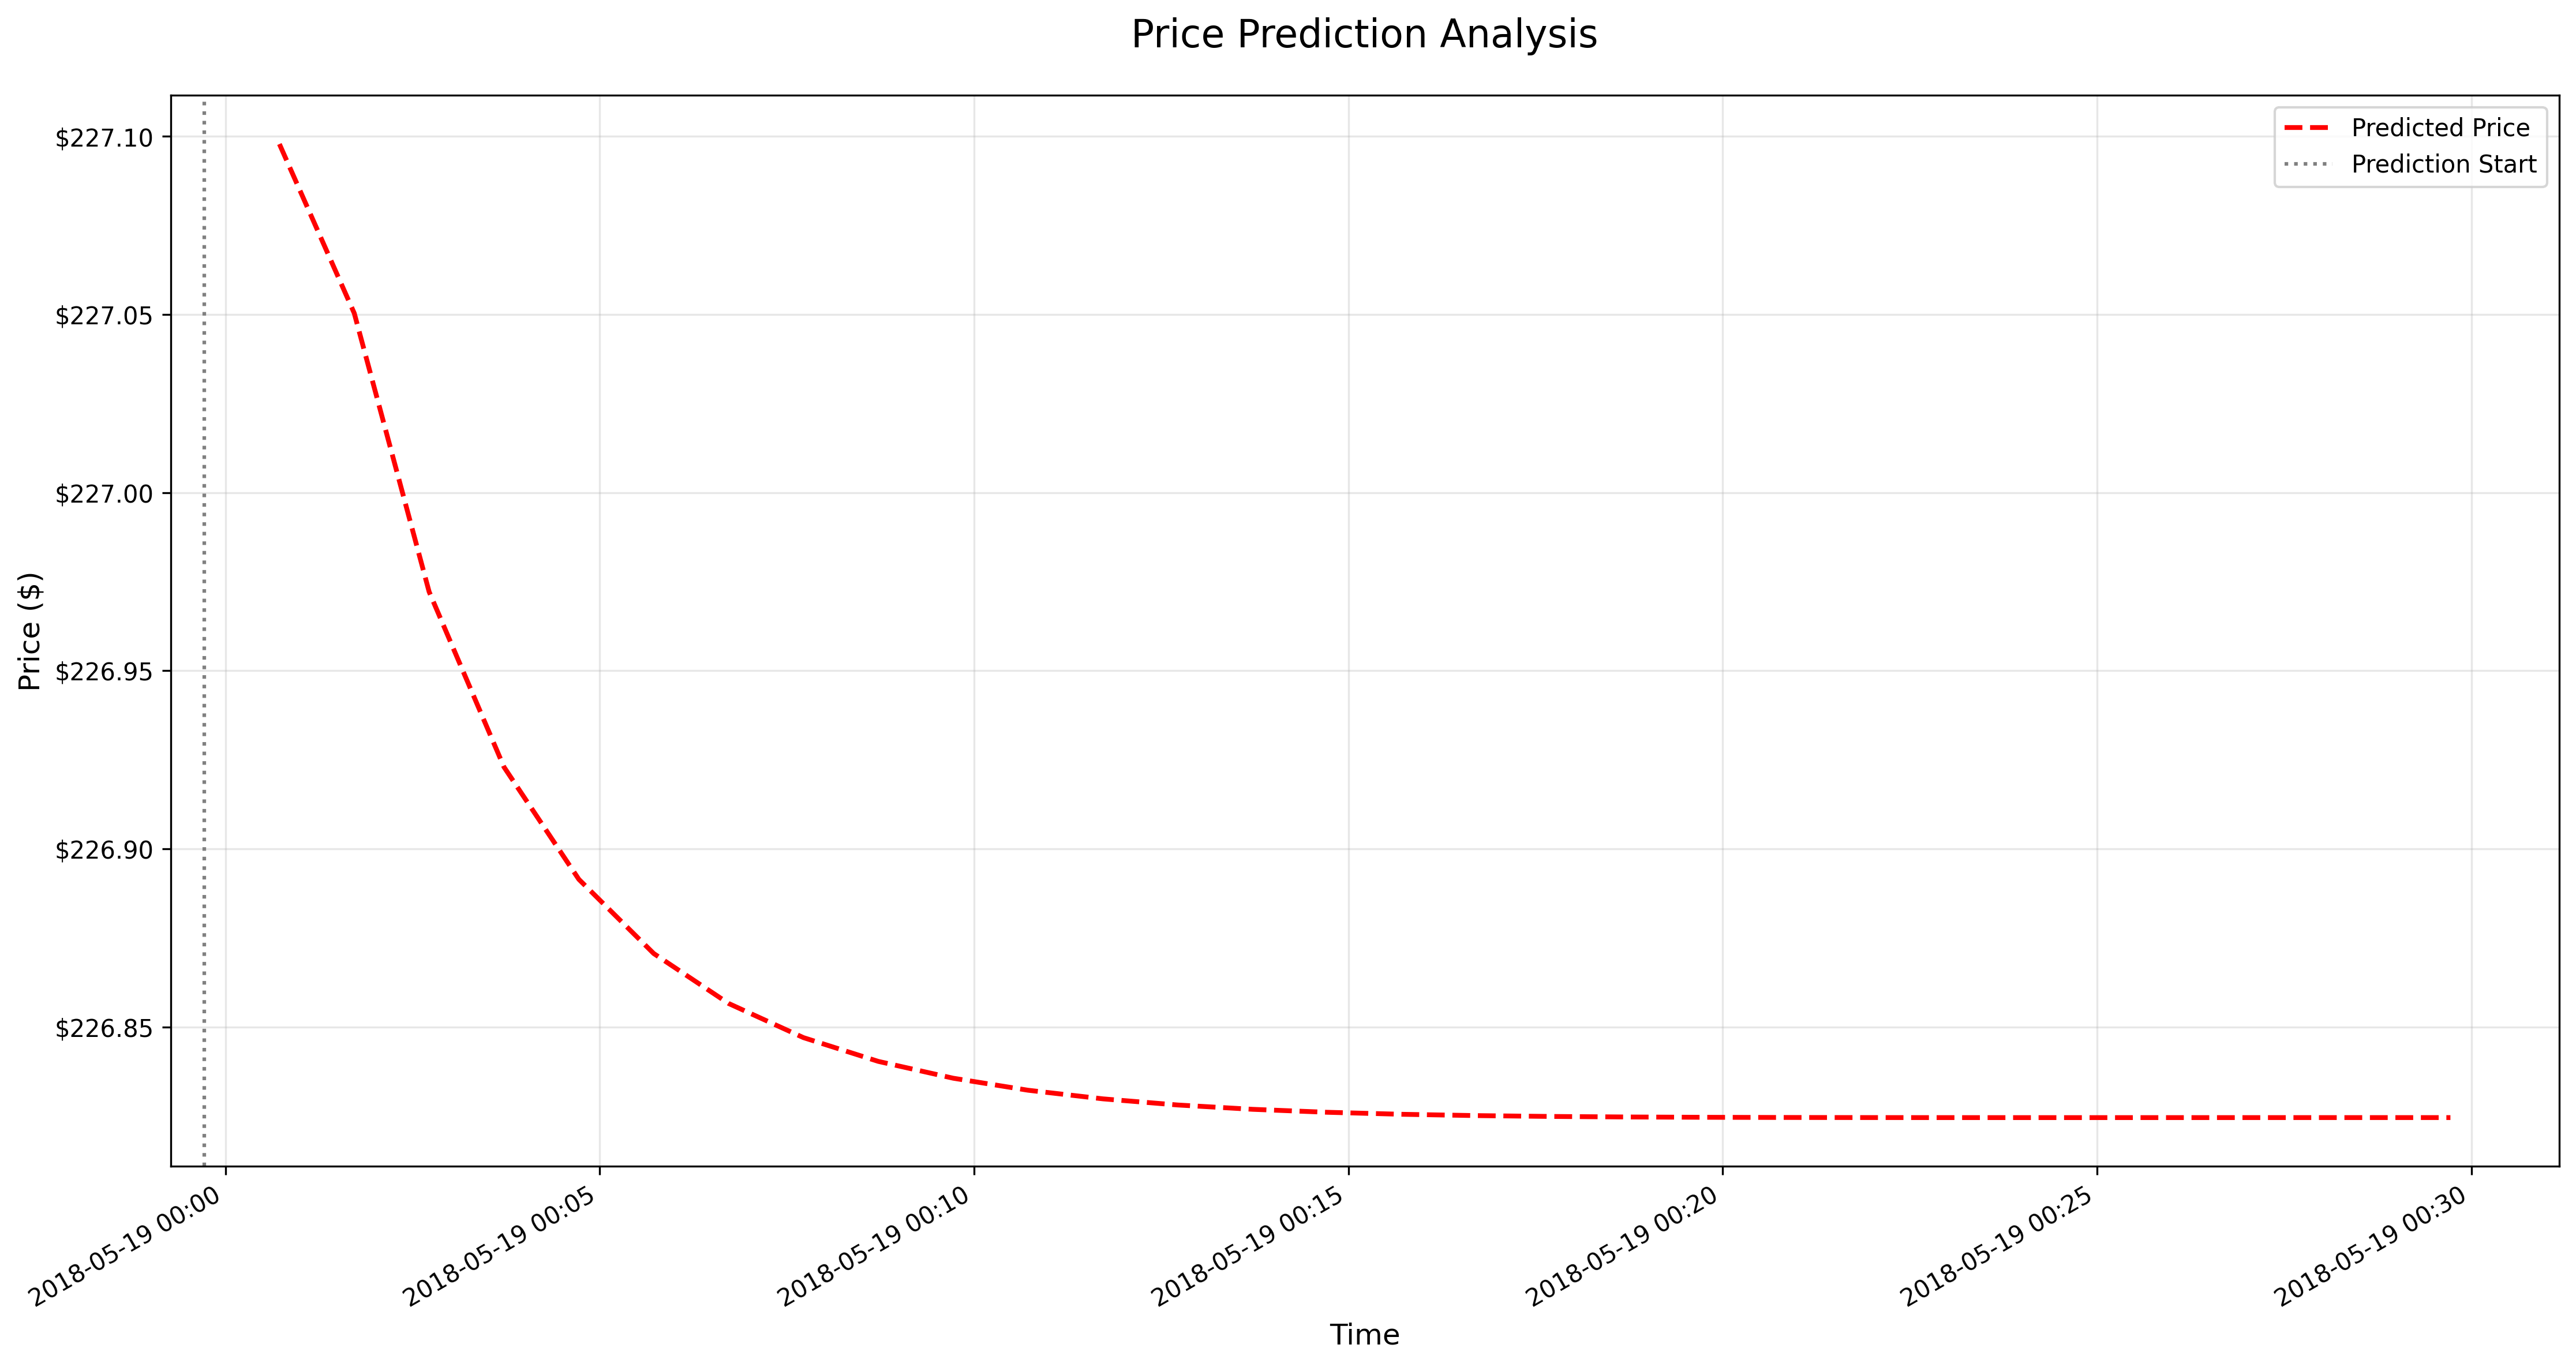 Price Prediction Analysis
Predicted Price
Prediction Start
Price ($)
$227.10
$227.05
$227.00
$226.95
$226.90
$226.85
2018-05-19 00:00
2018-05-19 00:05
2018-05-19 00:10
2018-05-19 00:15
2018-05-19 00:20
2018-05-19 00:25
2018-05-19 00:30
Time